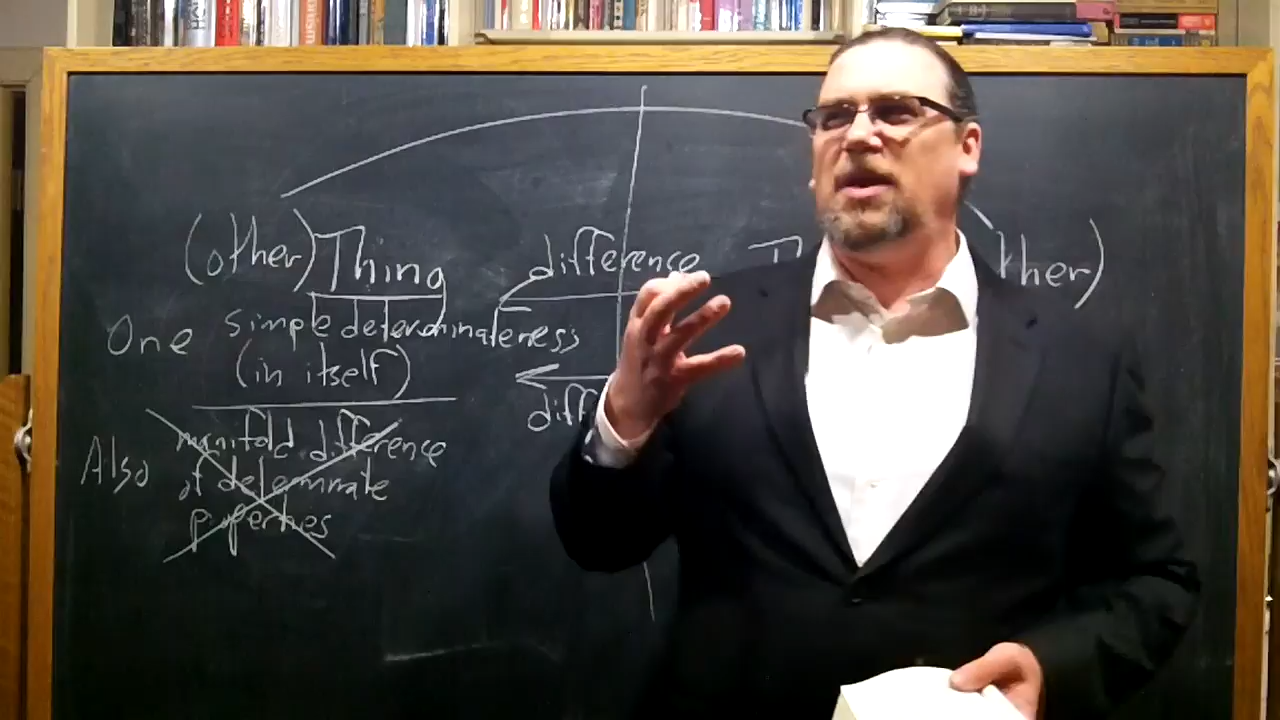 (other) Thing
difference
ther)
One simple determinateness
(in itself)
diff
Also manifold difference
of determinate
properties